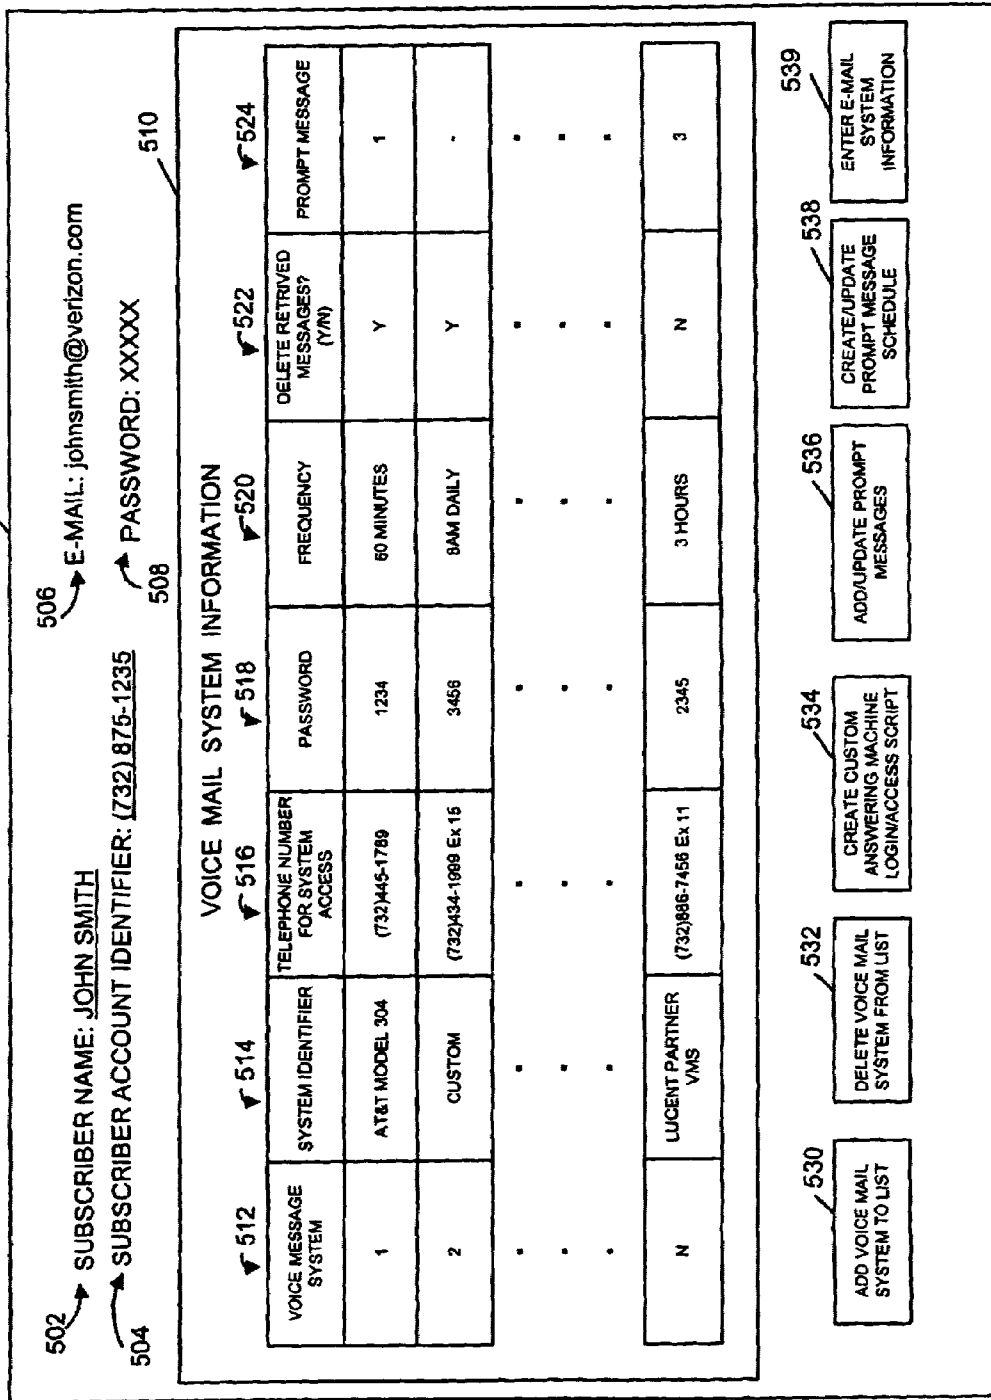 502 SUBSCRIBER NAME: JOHN SMITH
504 SUBSCRIBER ACCOUNT IDENTIFIER: (732) 875-1235
506 E-MAIL: johnsmith@verizon.com
508 PASSWORD: XXXXX
510
VOICE MAIL SYSTEM INFORMATION
512 514 516 518 520 522 524
VOICE MESSAGE
SYSTEM
SYSTEM IDENTIFIER
TELEPHONE NUMBER
FOR SYSTEM
ACCESS
PASSWORD
FREQUENCY
DELETE RETRIVED
MESSAGES?
(Y/N)
PROMPT MESSAGE
1 AT&T MODEL 304 (732)445-1789 1234 60 MINUTES Y 1
2 CUSTOM (732)434-1999 Ex 15 3456 8AM DAILY Y -
N LUCENT PARTNER
VMS
(732)886-7456 Ex 11 2345 3 HOURS N 3
530
ADD VOICE MAIL
SYSTEM TO LIST
532
DELETE VOICE MAIL
SYSTEM FROM LIST
534
CREATE CUSTOM
ANSWERING MACHINE
LOGIN/ACCESS SCRIPT
536
ADD/UPDATE PROMPT
MESSAGES
538
CREATE/UPDATE
PROMPT MESSAGE
SCHEDULE
539
ENTER E-MAIL
SYSTEM
INFORMATION